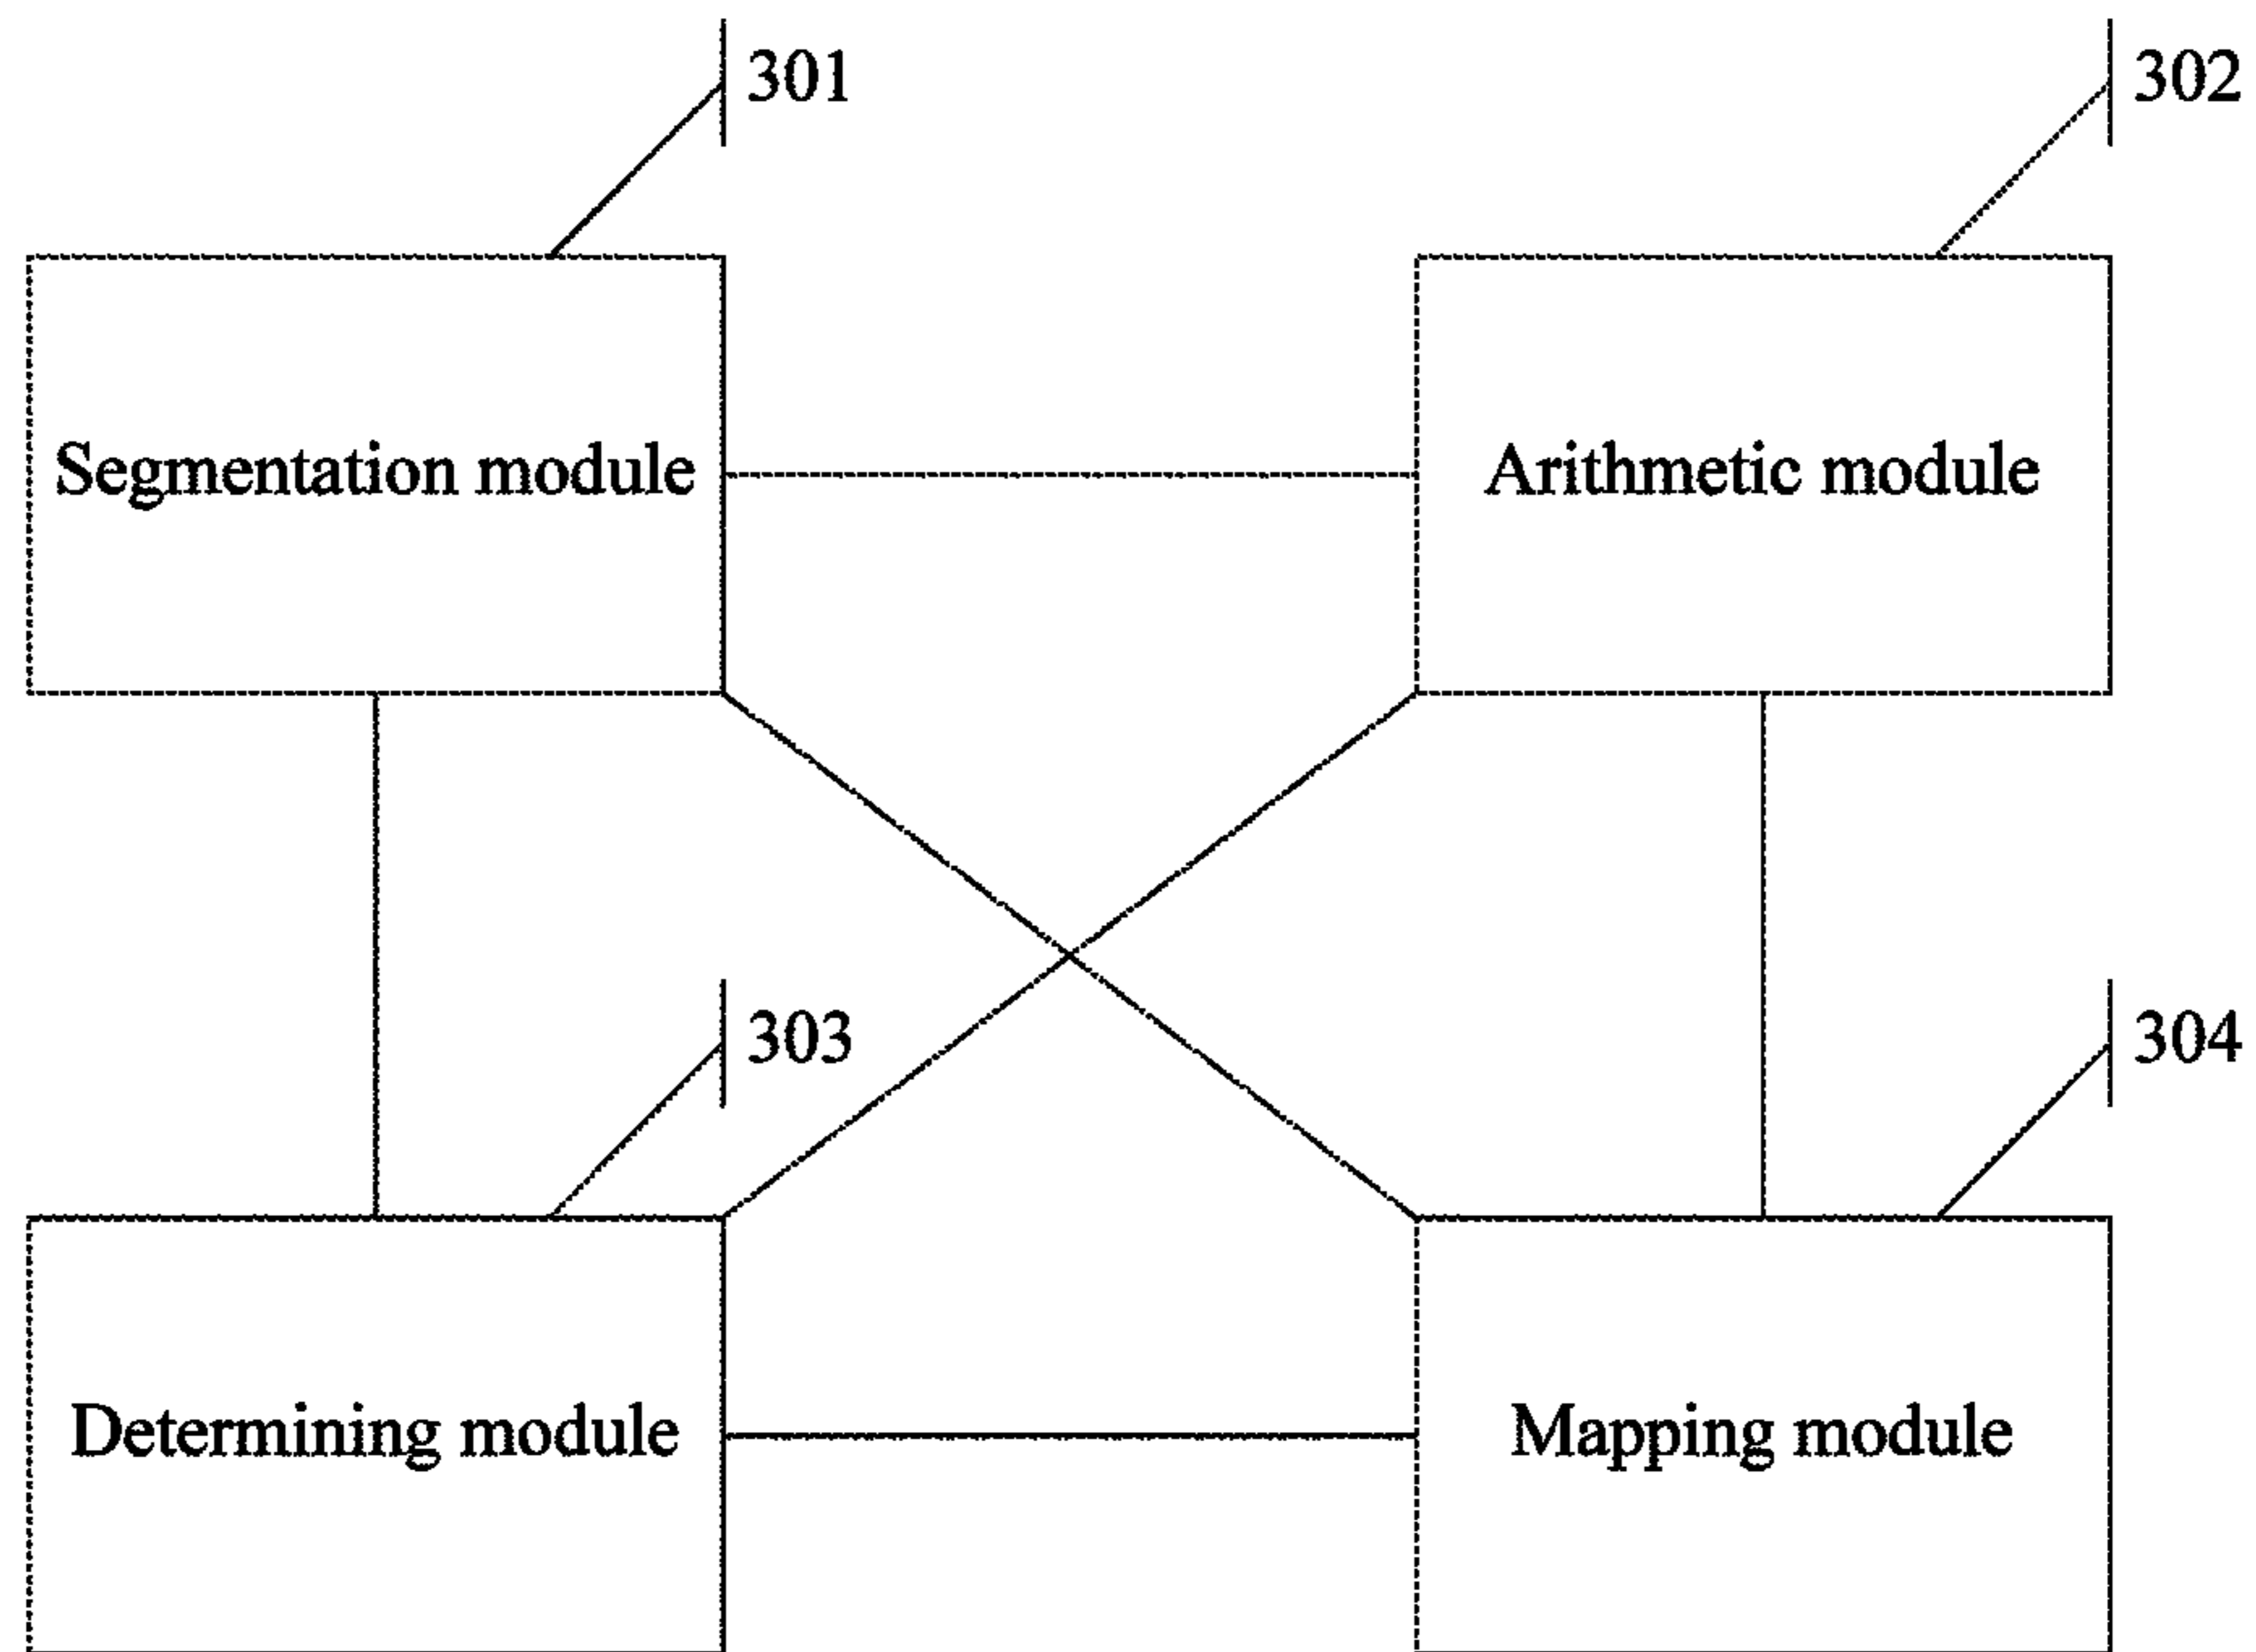 301
302
Segmentation module
Arithmetic module
303
304
Determining module
Mapping module